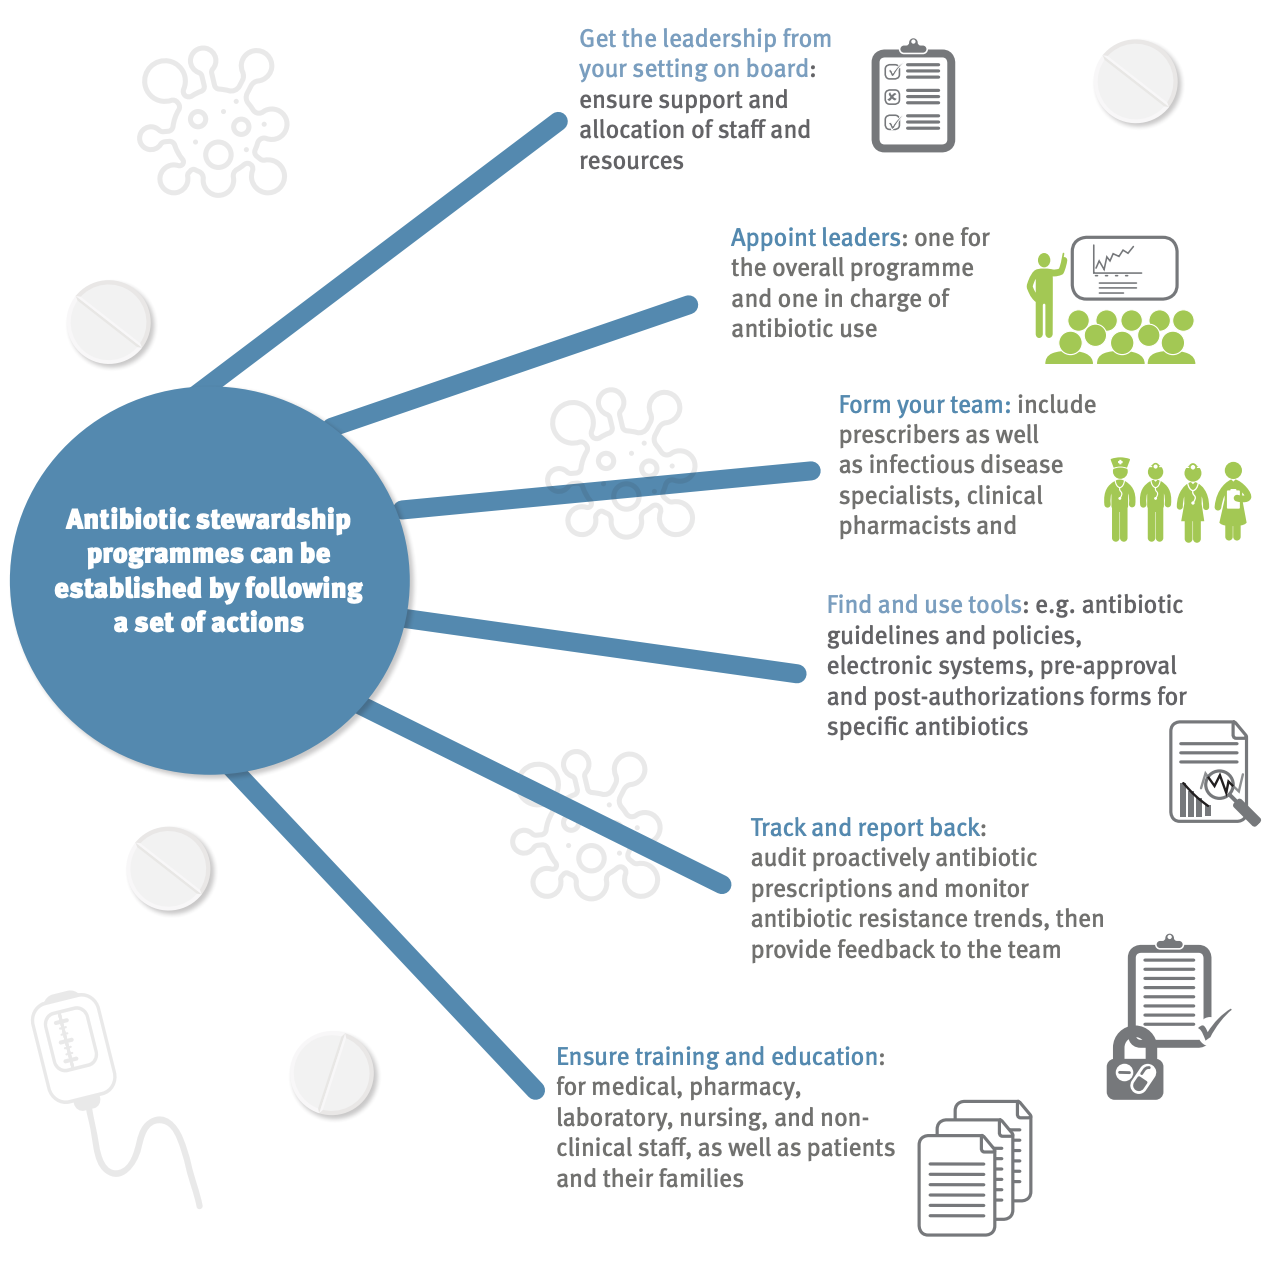 Get the leadership from
your setting on board:
ensure support and
allocation of staff and
resources
Appoint leaders: one for
the overall programme
and one in charge of
antibiotic use
Form your team: include
prescribers as well
as infectious disease
specialists, clinical
pharmacists and
Antibiotic stewardship
programmes can be
established by following
a set of actions
Find and use tools: e.g. antibiotic
guidelines and policies,
electronic systems, pre-approval
and post-authorizations forms for
specific antibiotics
Track and report back:
audit proactively antibiotic
prescriptions and monitor
antibiotic resistance trends, then
provide feedback to the team
Ensure training and education:
for medical, pharmacy,
laboratory, nursing, and non-
clinical staff, as well as patients
and their families